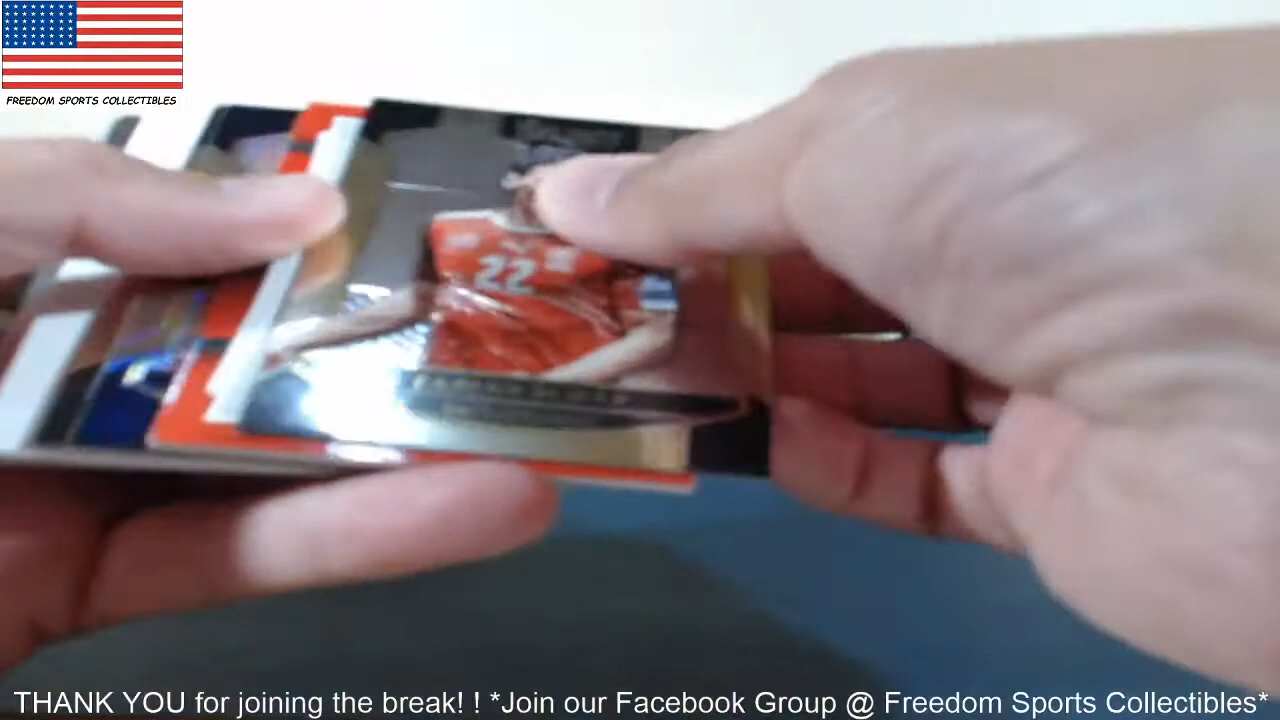 FREEDOM SPORTS COLLECTIBLES
22
THANK YOU for joining the break! ! *Join our Facebook Group @ Freedom Sports Collectibles*